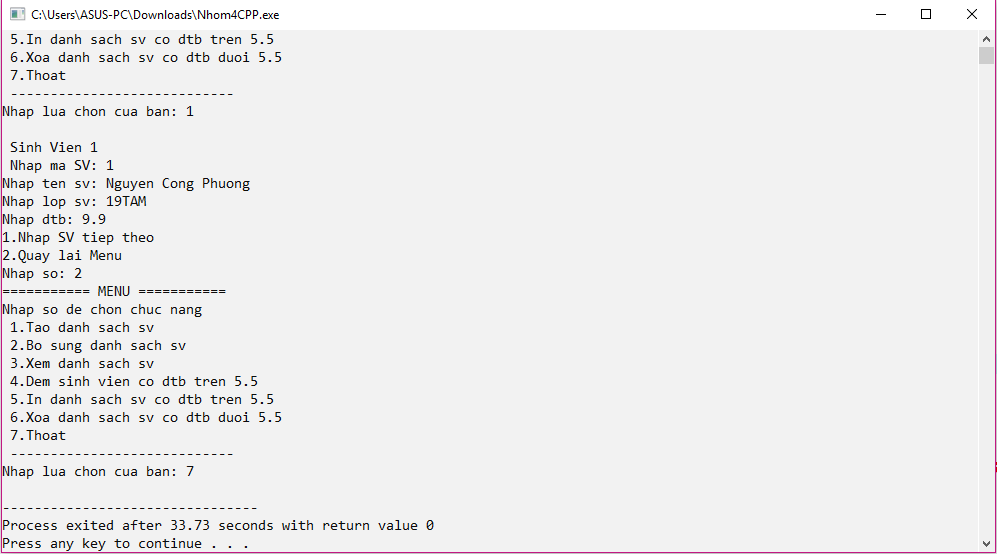 C:\Users\ASUS-PC\Downloads\Nhom4CPP.exe
5.In danh sach sv co dtb tren 5.5
6.Xoa danh sach sv co dtb duoi 5.5
7.Thoat
----------------------------
Nhap lua chon cua ban: 1
Sinh Vien 1
Nhap ma SV: 1
Nhap ten sv: Nguyen Cong Phuong
Nhap lop sv: 19TAM
Nhap dtb: 9.9
1.Nhap SV tiep theo
2.Quay lai Menu
Nhap so: 2
=========== MENU ===========
Nhap so de chon chuc nang
1.Tao danh sach sv
2.Bo sung danh sach sv
3.Xem danh sach sv
4.Dem sinh vien co dtb tren 5.5
5.In danh sach sv co dtb tren 5.5
6.Xoa danh sach sv co dtb duoi 5.5
7.Thoat
----------------------------
Nhap lua chon cua ban: 7
--------------------------------
Process exited after 33.73 seconds with return value 0
Press any key to continue . . .